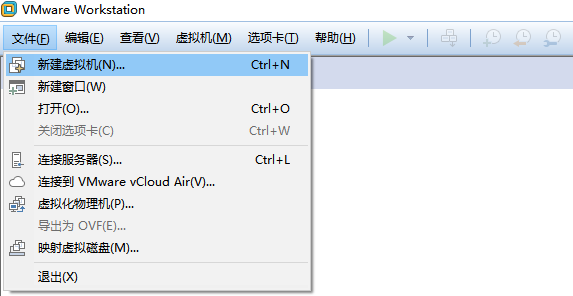 VMware Workstation
文件(F) 编辑(E) 查看(V) 虚拟机(M) 选项卡(T) 帮助(H)
新建虚拟机(N)... Ctrl+N
新建窗口(W)
打开(O)... Ctrl+O
关闭选项卡(C) Ctrl+W
连接服务器(S)... Ctrl+L
连接到 VMware vCloud Air(V)...
虚拟化物理机(P)...
导出为 OVF(E)...
映射虚拟磁盘(M)...
退出(X)